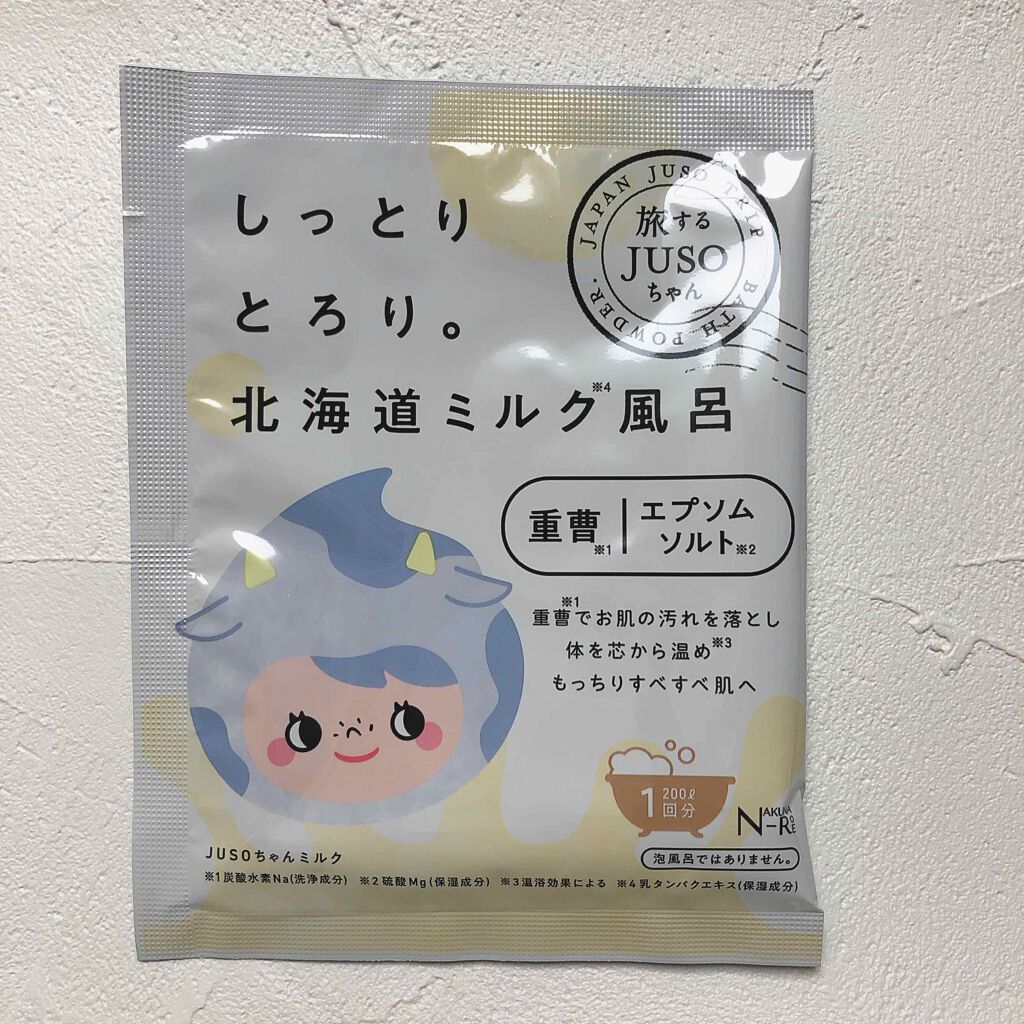 しっとり
とろり。
北海道ミルク※4風呂
JAPAN JUSO TRIP BATH POWDER.
旅する
JUSO
ちゃん
重曹※1
エプソム
ソルト※2
重曹※1でお肌の汚れを落とし
体を芯から温め※3
もっちりすべすべ肌へ
1回分
200ℓ
NAKUNA-RE
泡風呂ではありません。
JUSOちゃんミルク
※1炭酸水素Na(洗浄成分) ※2硫酸Mg(保湿成分) ※3温浴効果による ※4乳タンパクエキス(保湿成分)